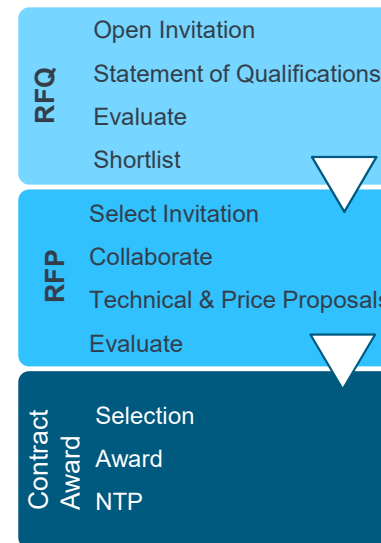 RFQ
Open Invitation
Statement of Qualifications
Evaluate
Shortlist
RFP
Select Invitation
Collaborate
Technical & Price Proposals
Evaluate
Contract
Award
Selection
Award
NTP